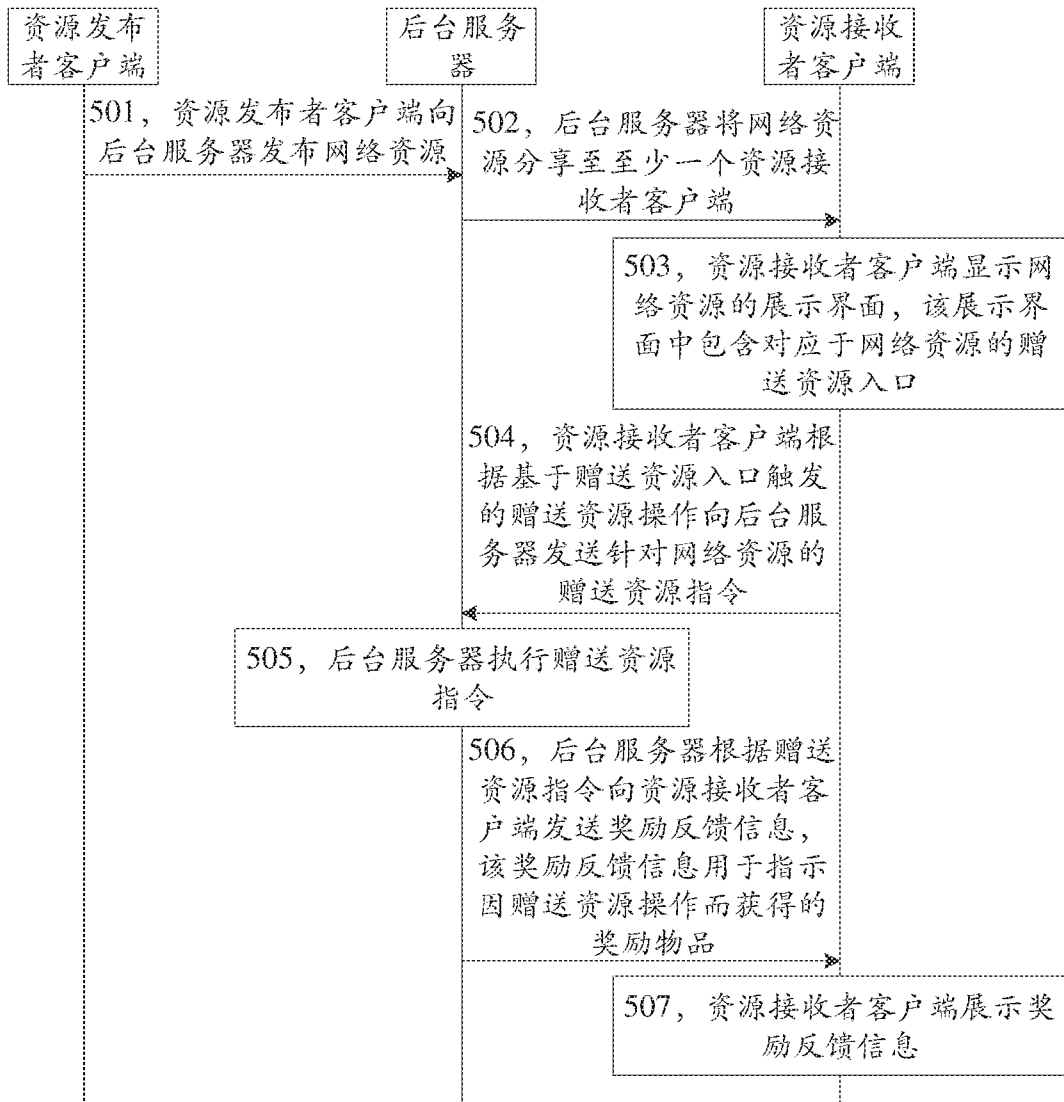 资源发布
者客户端
后台服务
器
资源接收
者客户端
501，资源发布者客户端向
后台服务器发布网络资源
502，后台服务器将网络资
源分享至至少一个资源接
收者客户端
503，资源接收者客户端显示网
络资源的展示界面，该展示界
面中包含对应于网络资源的赠
送资源入口
504，资源接收者客户端根
据基于赠送资源入口触发
的赠送资源操作向后台服
务器发送针对网络资源的
赠送资源指令
505，后台服务器执行赠送资源
指令
506，后台服务器根据赠送
资源指令向资源接收者客
户端发送奖励反馈信息，
该奖励反馈信息用于指示
因赠送资源操作而获得的
奖励物品
507，资源接收者客户端展示奖
励反馈信息